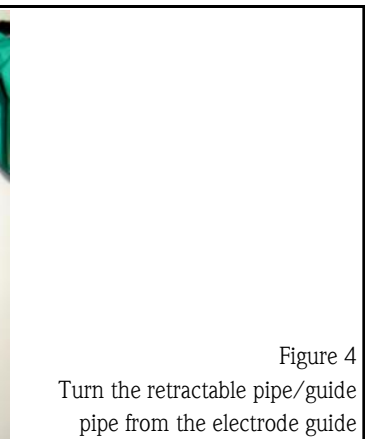 Figure 4
Turn the retractable pipe/guide
pipe from the electrode guide